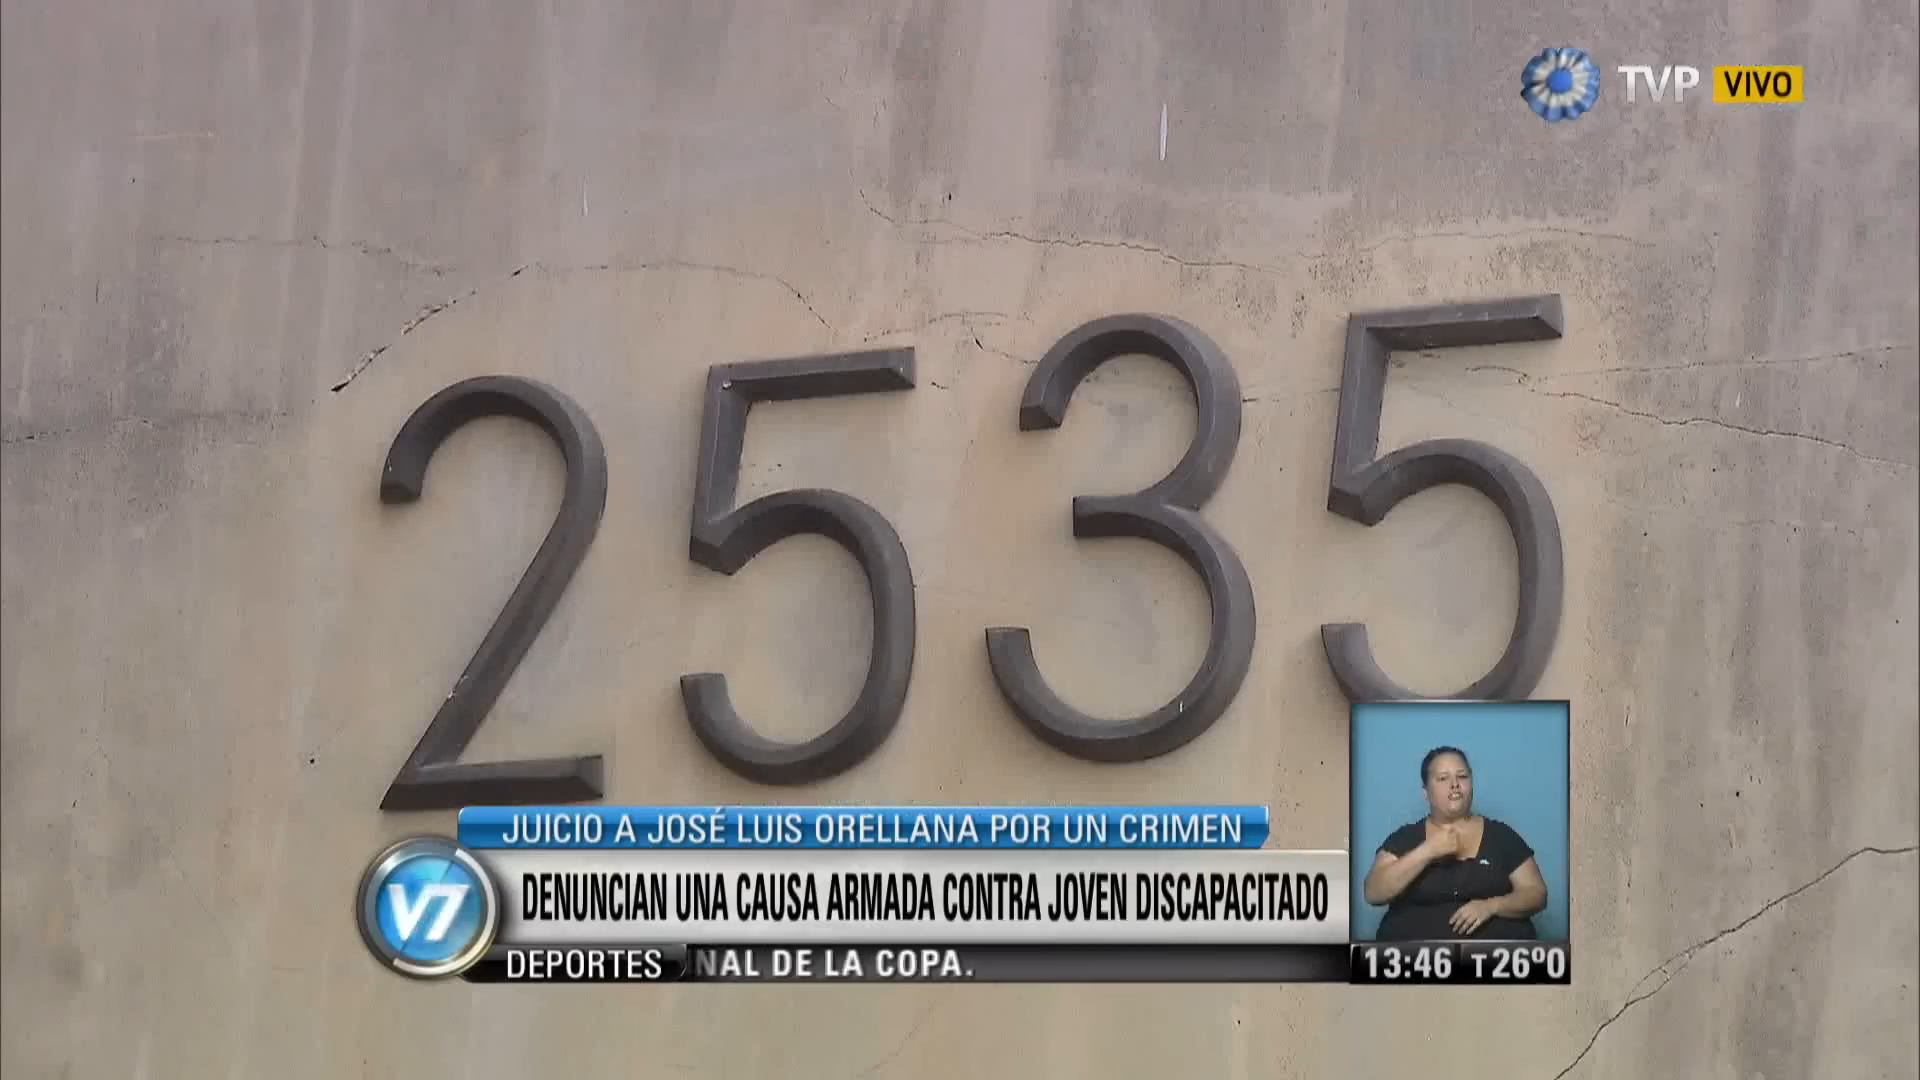 TVP VIVO
2535
JUICIO A JOSÉ LUIS ORELLANA POR UN CRIMEN
V7
DENUNCIAN UNA CAUSA ARMADA CONTRA JOVEN DISCAPACITADO
DEPORTES NAL DE LA COPA.
13:46 T 26º0